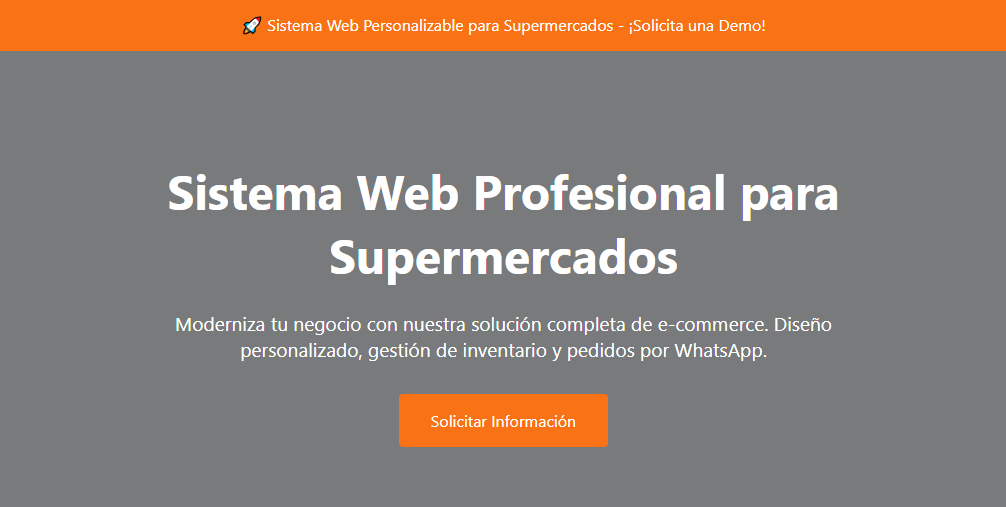 🚀 Sistema Web Personalizable para Supermercados - ¡Solicita una Demo!
Sistema Web Profesional para
Supermercados
Moderniza tu negocio con nuestra solución completa de e-commerce. Diseño
personalizado, gestión de inventario y pedidos por WhatsApp.
Solicitar Información